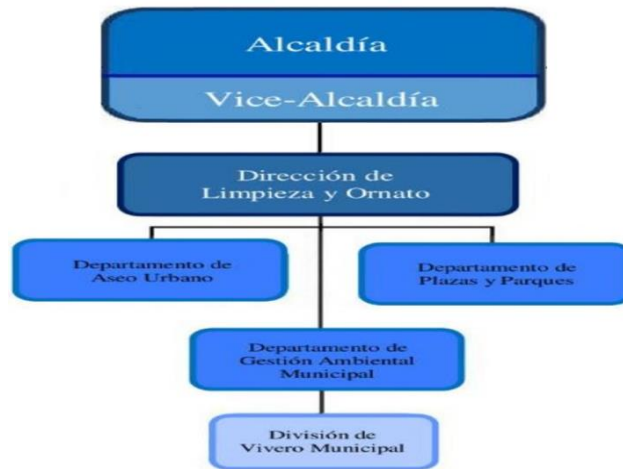 Alcaldía
Vice-Alcaldía
Dirección de
Limpieza y Ornato
Departamento de
Aseo Urbano
Departamento de
Plazas y Parques
Departamento de
Gestión Ambiental
Municipal
División de
Vivero Municipal